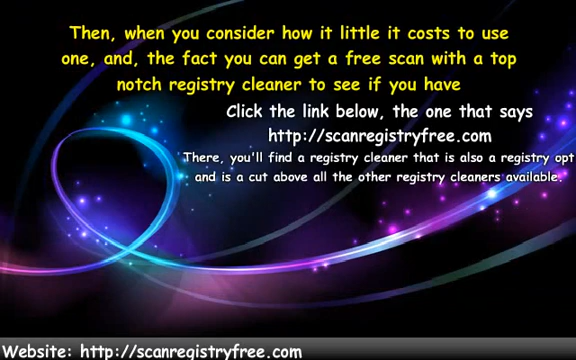 Then, when you consider how it little it costs to use
one, and, the fact you can get a free scan with a top
notch registry cleaner to see if you have
Click the link below, the one that says
http://scanregistryfree.com
There, you'll find a registry cleaner that is also a registry opt
and is a cut above all the other registry cleaners available.
Website: http://scanregistryfree.com